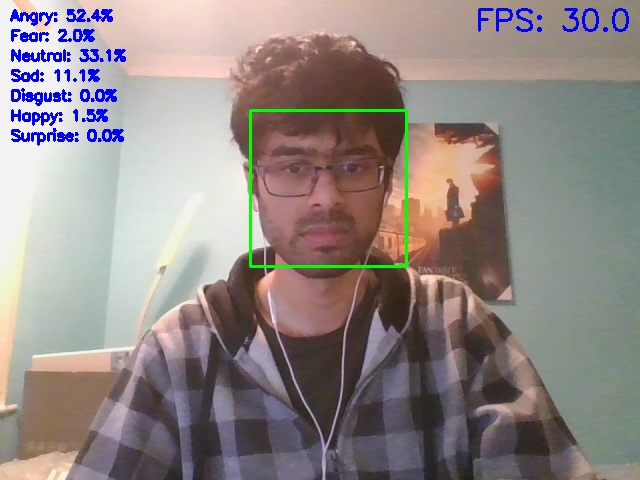 Angry: 52.4%
Fear: 2.0%
Neutral: 33.1%
Sad: 11.1%
Disgust: 0.0%
Happy: 1.5%
Surprise: 0.0%
FPS: 30.0